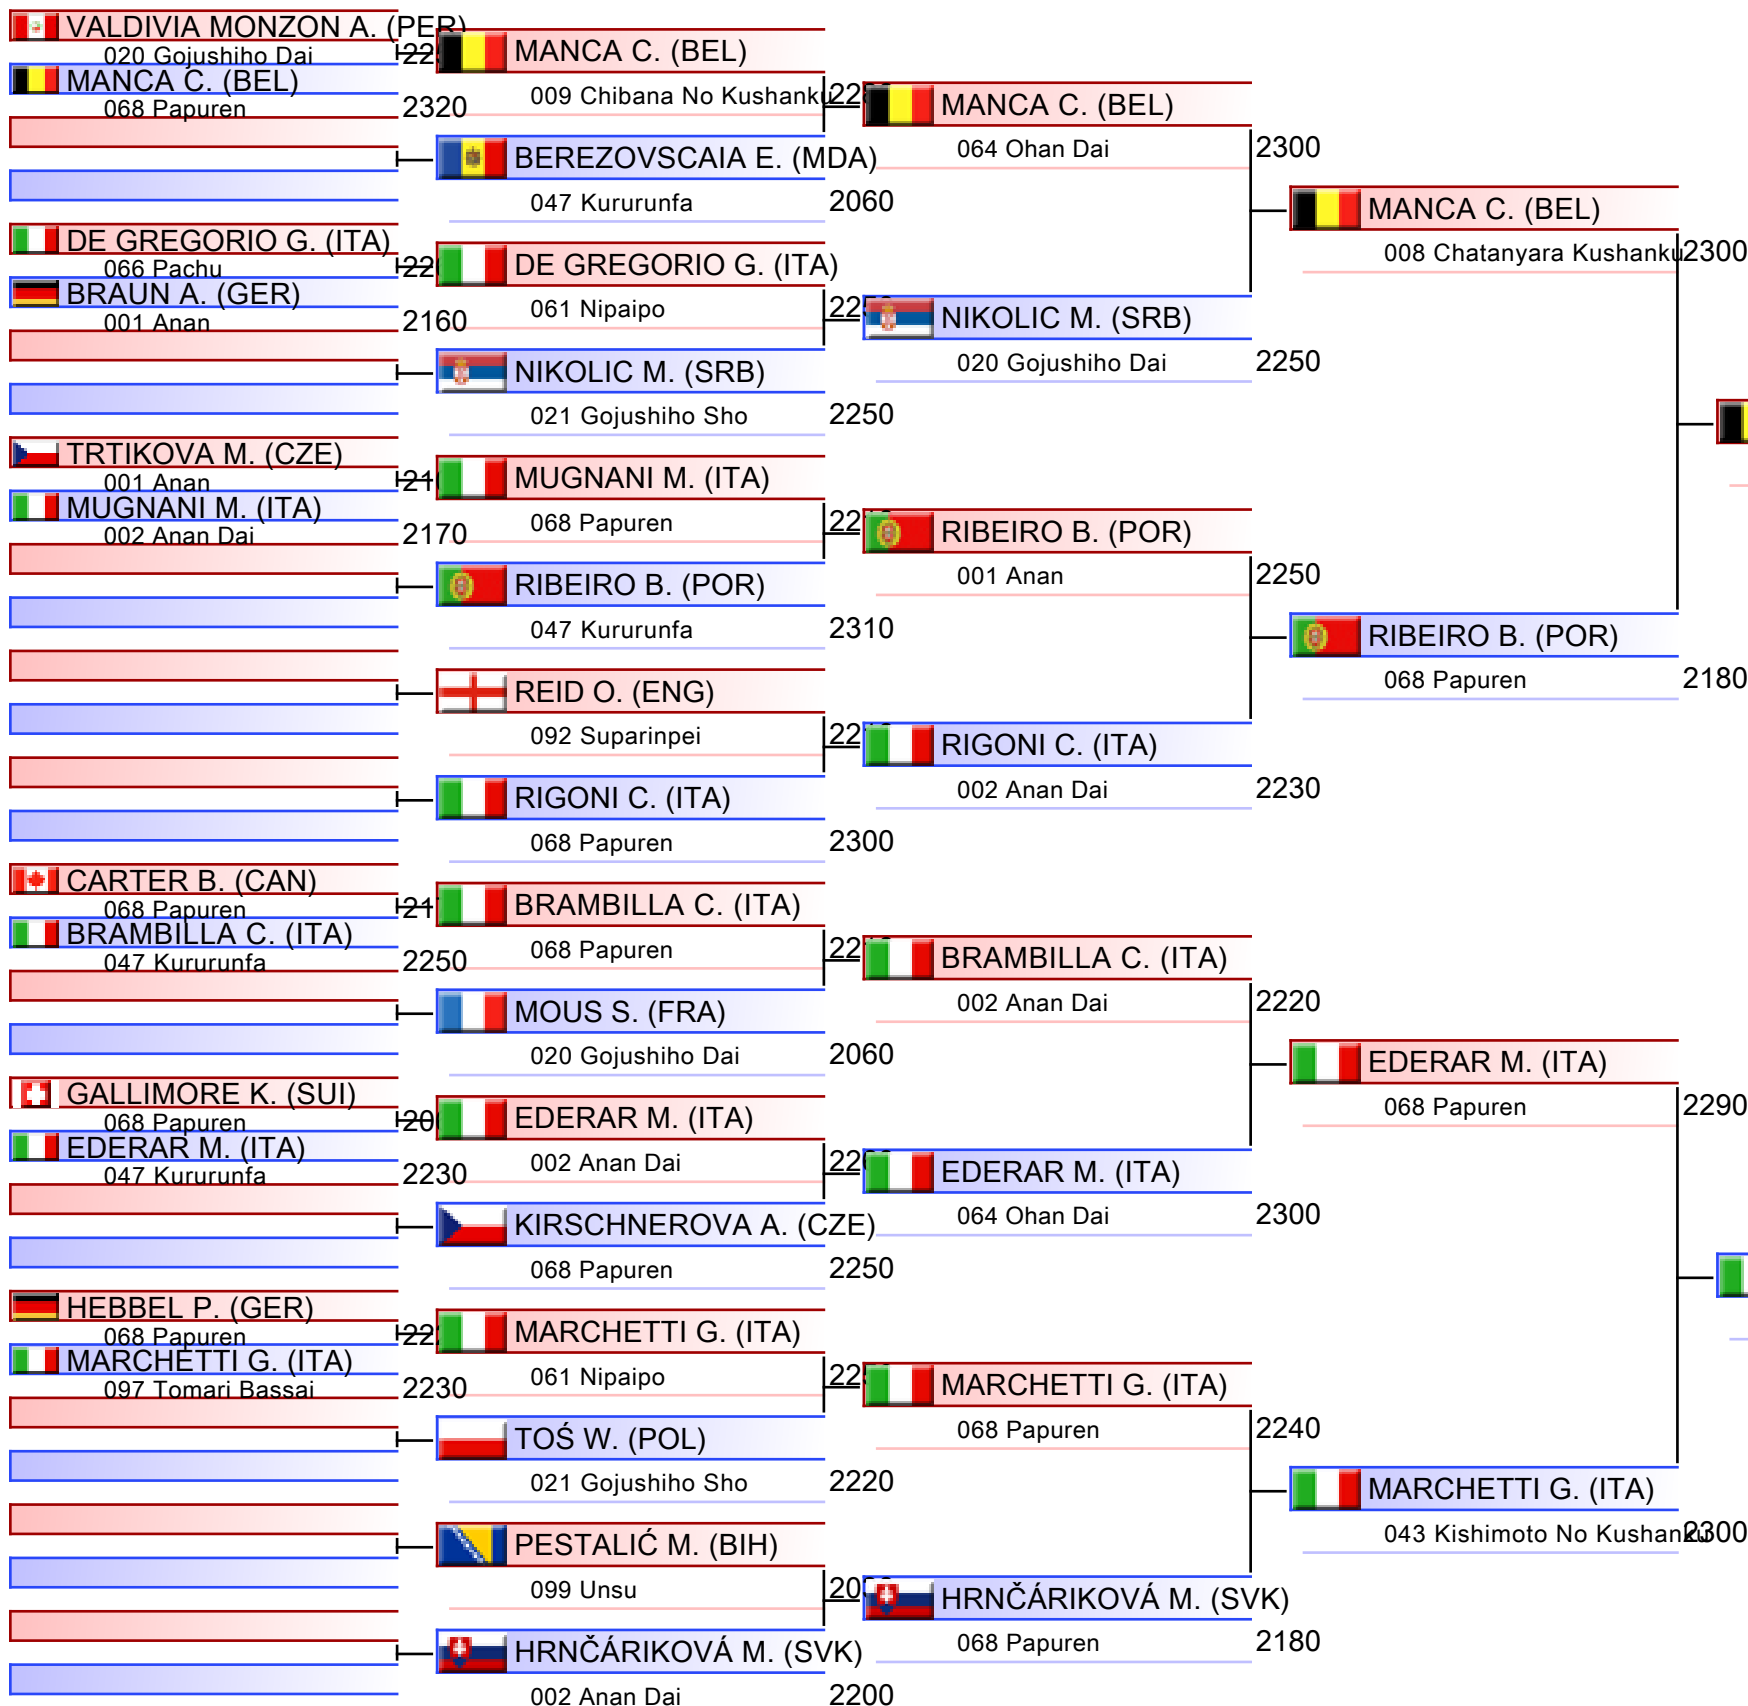 VALDIVIA MONZON A. (PER)
020 Gojushiho Dai
MANCA C. (BEL)
068 Papuren 2320
DE GREGORIO G. (ITA)
066 Pachu
BRAUN A. (GER)
001 Anan 2160
TRTIKOVA M. (CZE)
001 Anan
MUGNANI M. (ITA)
002 Anan Dai 2170
CARTER B. (CAN)
068 Papuren
BRAMBILLA C. (ITA)
047 Kururunfa 2250
GALLIMORE K. (SUI)
068 Papuren
EDERAR M. (ITA)
047 Kururunfa 2230
HEBBEL P. (GER)
068 Papuren
MARCHETTI G. (ITA)
097 Tomari Bassai 2230
MANCA C. (BEL)
009 Chibana No Kushanku
BEREZOVSCAIA E. (MDA)
047 Kururunfa 2060
DE GREGORIO G. (ITA)
061 Nipaipo
NIKOLIC M. (SRB)
021 Gojushiho Sho 2250
MUGNANI M. (ITA)
068 Papuren
RIBEIRO B. (POR)
047 Kururunfa 2310
REID O. (ENG)
092 Suparinpei
RIGONI C. (ITA)
068 Papuren 2300
BRAMBILLA C. (ITA)
068 Papuren
MOUS S. (FRA)
020 Gojushiho Dai 2060
EDERAR M. (ITA)
002 Anan Dai
KIRSCHNEROVA A. (CZE)
068 Papuren 2250
MARCHETTI G. (ITA)
061 Nipaipo
TOŚ W. (POL)
021 Gojushiho Sho 2220
PESTALIĆ M. (BIH)
099 Unsu
HRNČÁRIKOVÁ M. (SVK)
002 Anan Dai 2200
MANCA C. (BEL)
064 Ohan Dai 2300
NIKOLIC M. (SRB)
020 Gojushiho Dai 2250
RIBEIRO B. (POR)
001 Anan 2250
RIGONI C. (ITA)
002 Anan Dai 2230
BRAMBILLA C. (ITA)
002 Anan Dai 2220
EDERAR M. (ITA)
064 Ohan Dai 2300
MARCHETTI G. (ITA)
068 Papuren 2240
HRNČÁRIKOVÁ M. (SVK)
068 Papuren 2180
MANCA C. (BEL)
008 Chatanyara Kushanku 2300
RIBEIRO B. (POR)
068 Papuren 2180
EDERAR M. (ITA)
068 Papuren 2290
MARCHETTI G. (ITA)
043 Kishimoto No Kushanku 2300